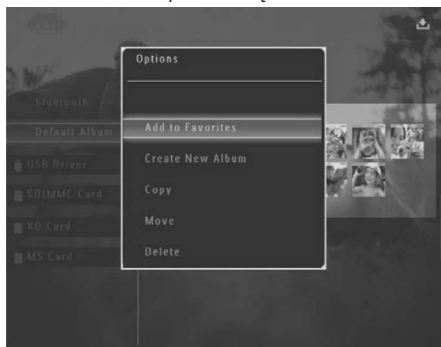 Options
Add to Favorites
Create New Album
Copy
Move
Delete
ABC
bluetooth
Default Album
USB Driver
SD|MMC Card
XD Card
MS Card